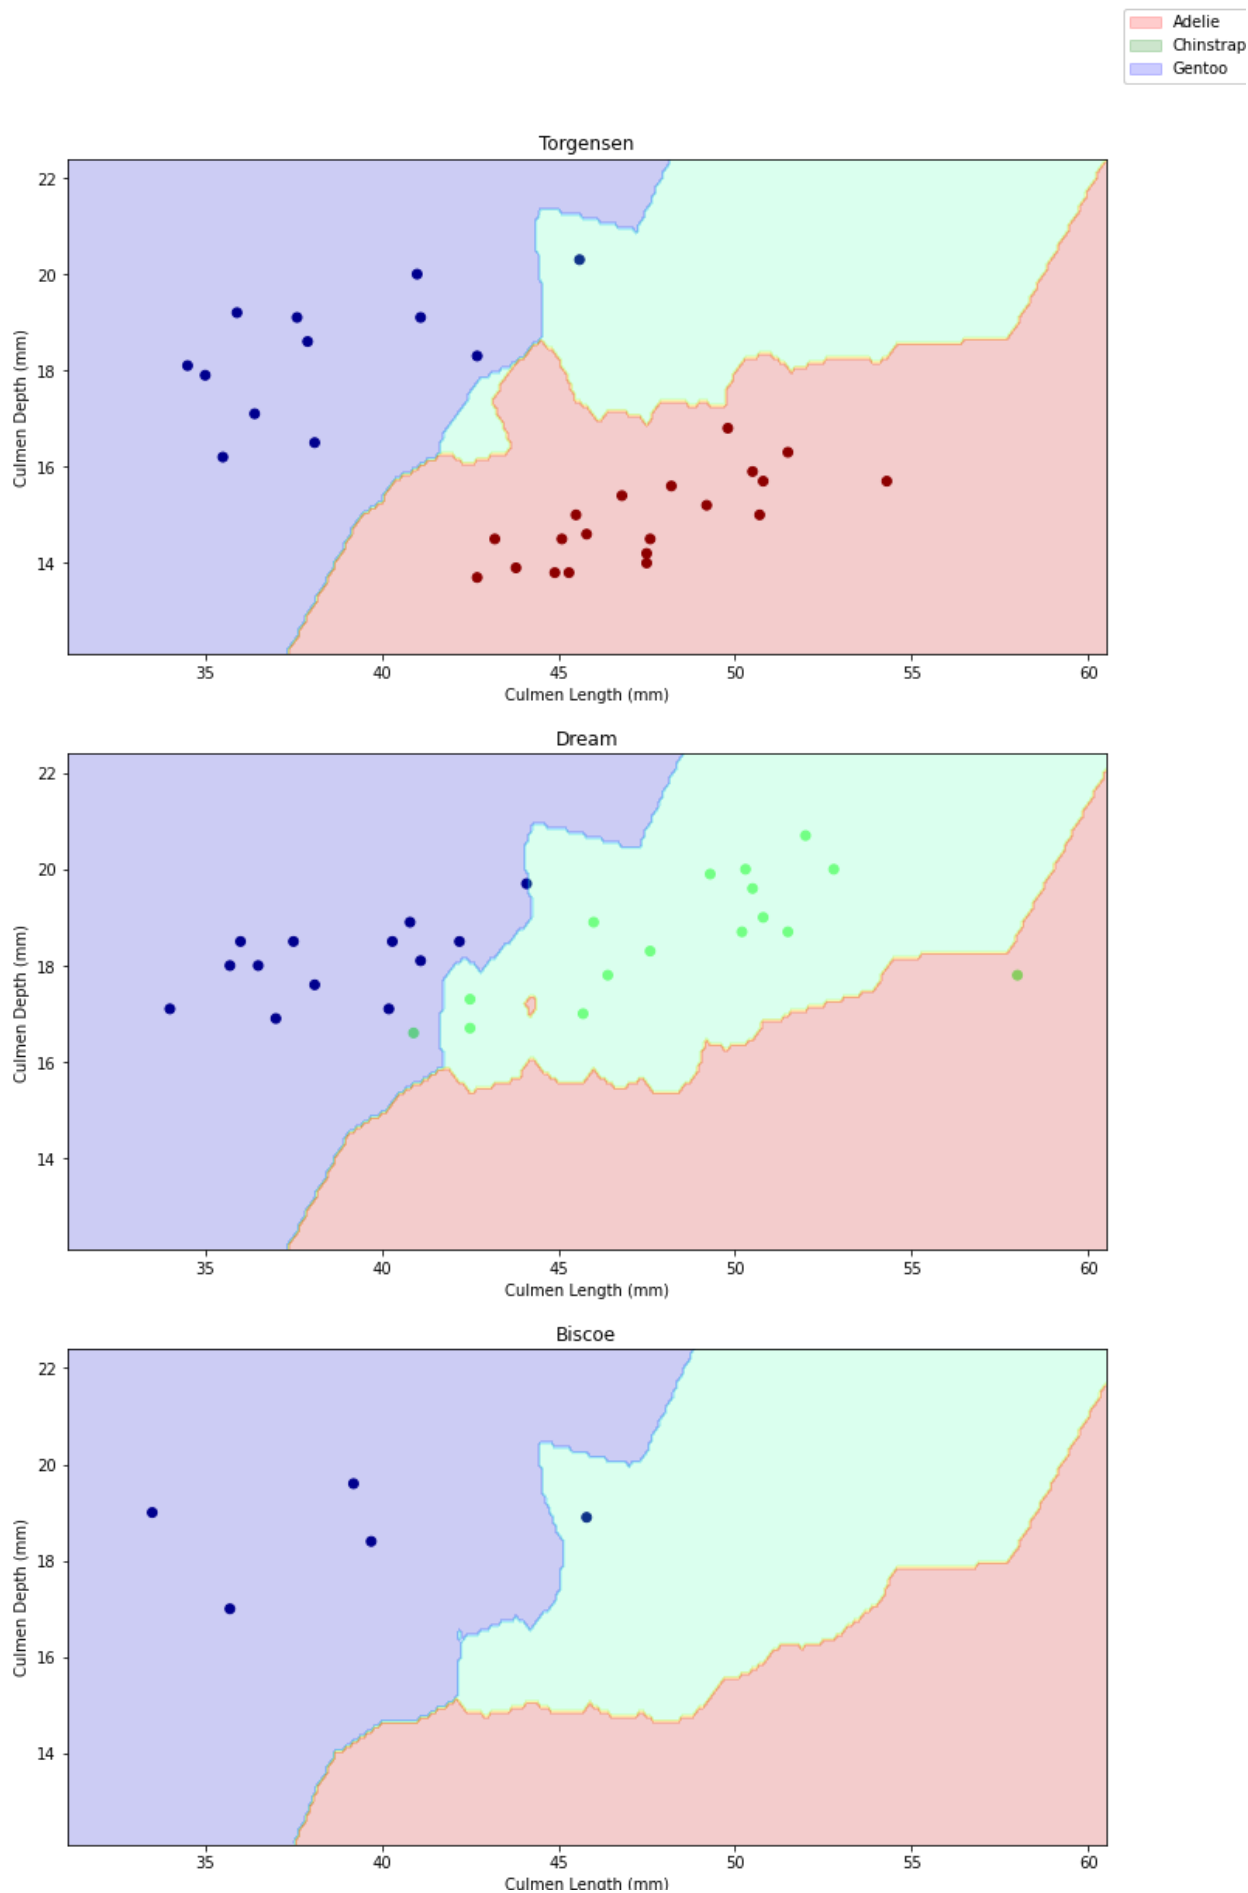 Adelie
Chinstrap
Gentoo
Torgensen
22
20
18
16
14
Culmen Depth (mm)
35 40 45 50 55 60
Culmen Length (mm)
Dream
22
20
18
16
14
Culmen Depth (mm)
35 40 45 50 55 60
Culmen Length (mm)
Biscoe
22
20
18
16
14
Culmen Depth (mm)
35 40 45 50 55 60
Culmen Length (mm)